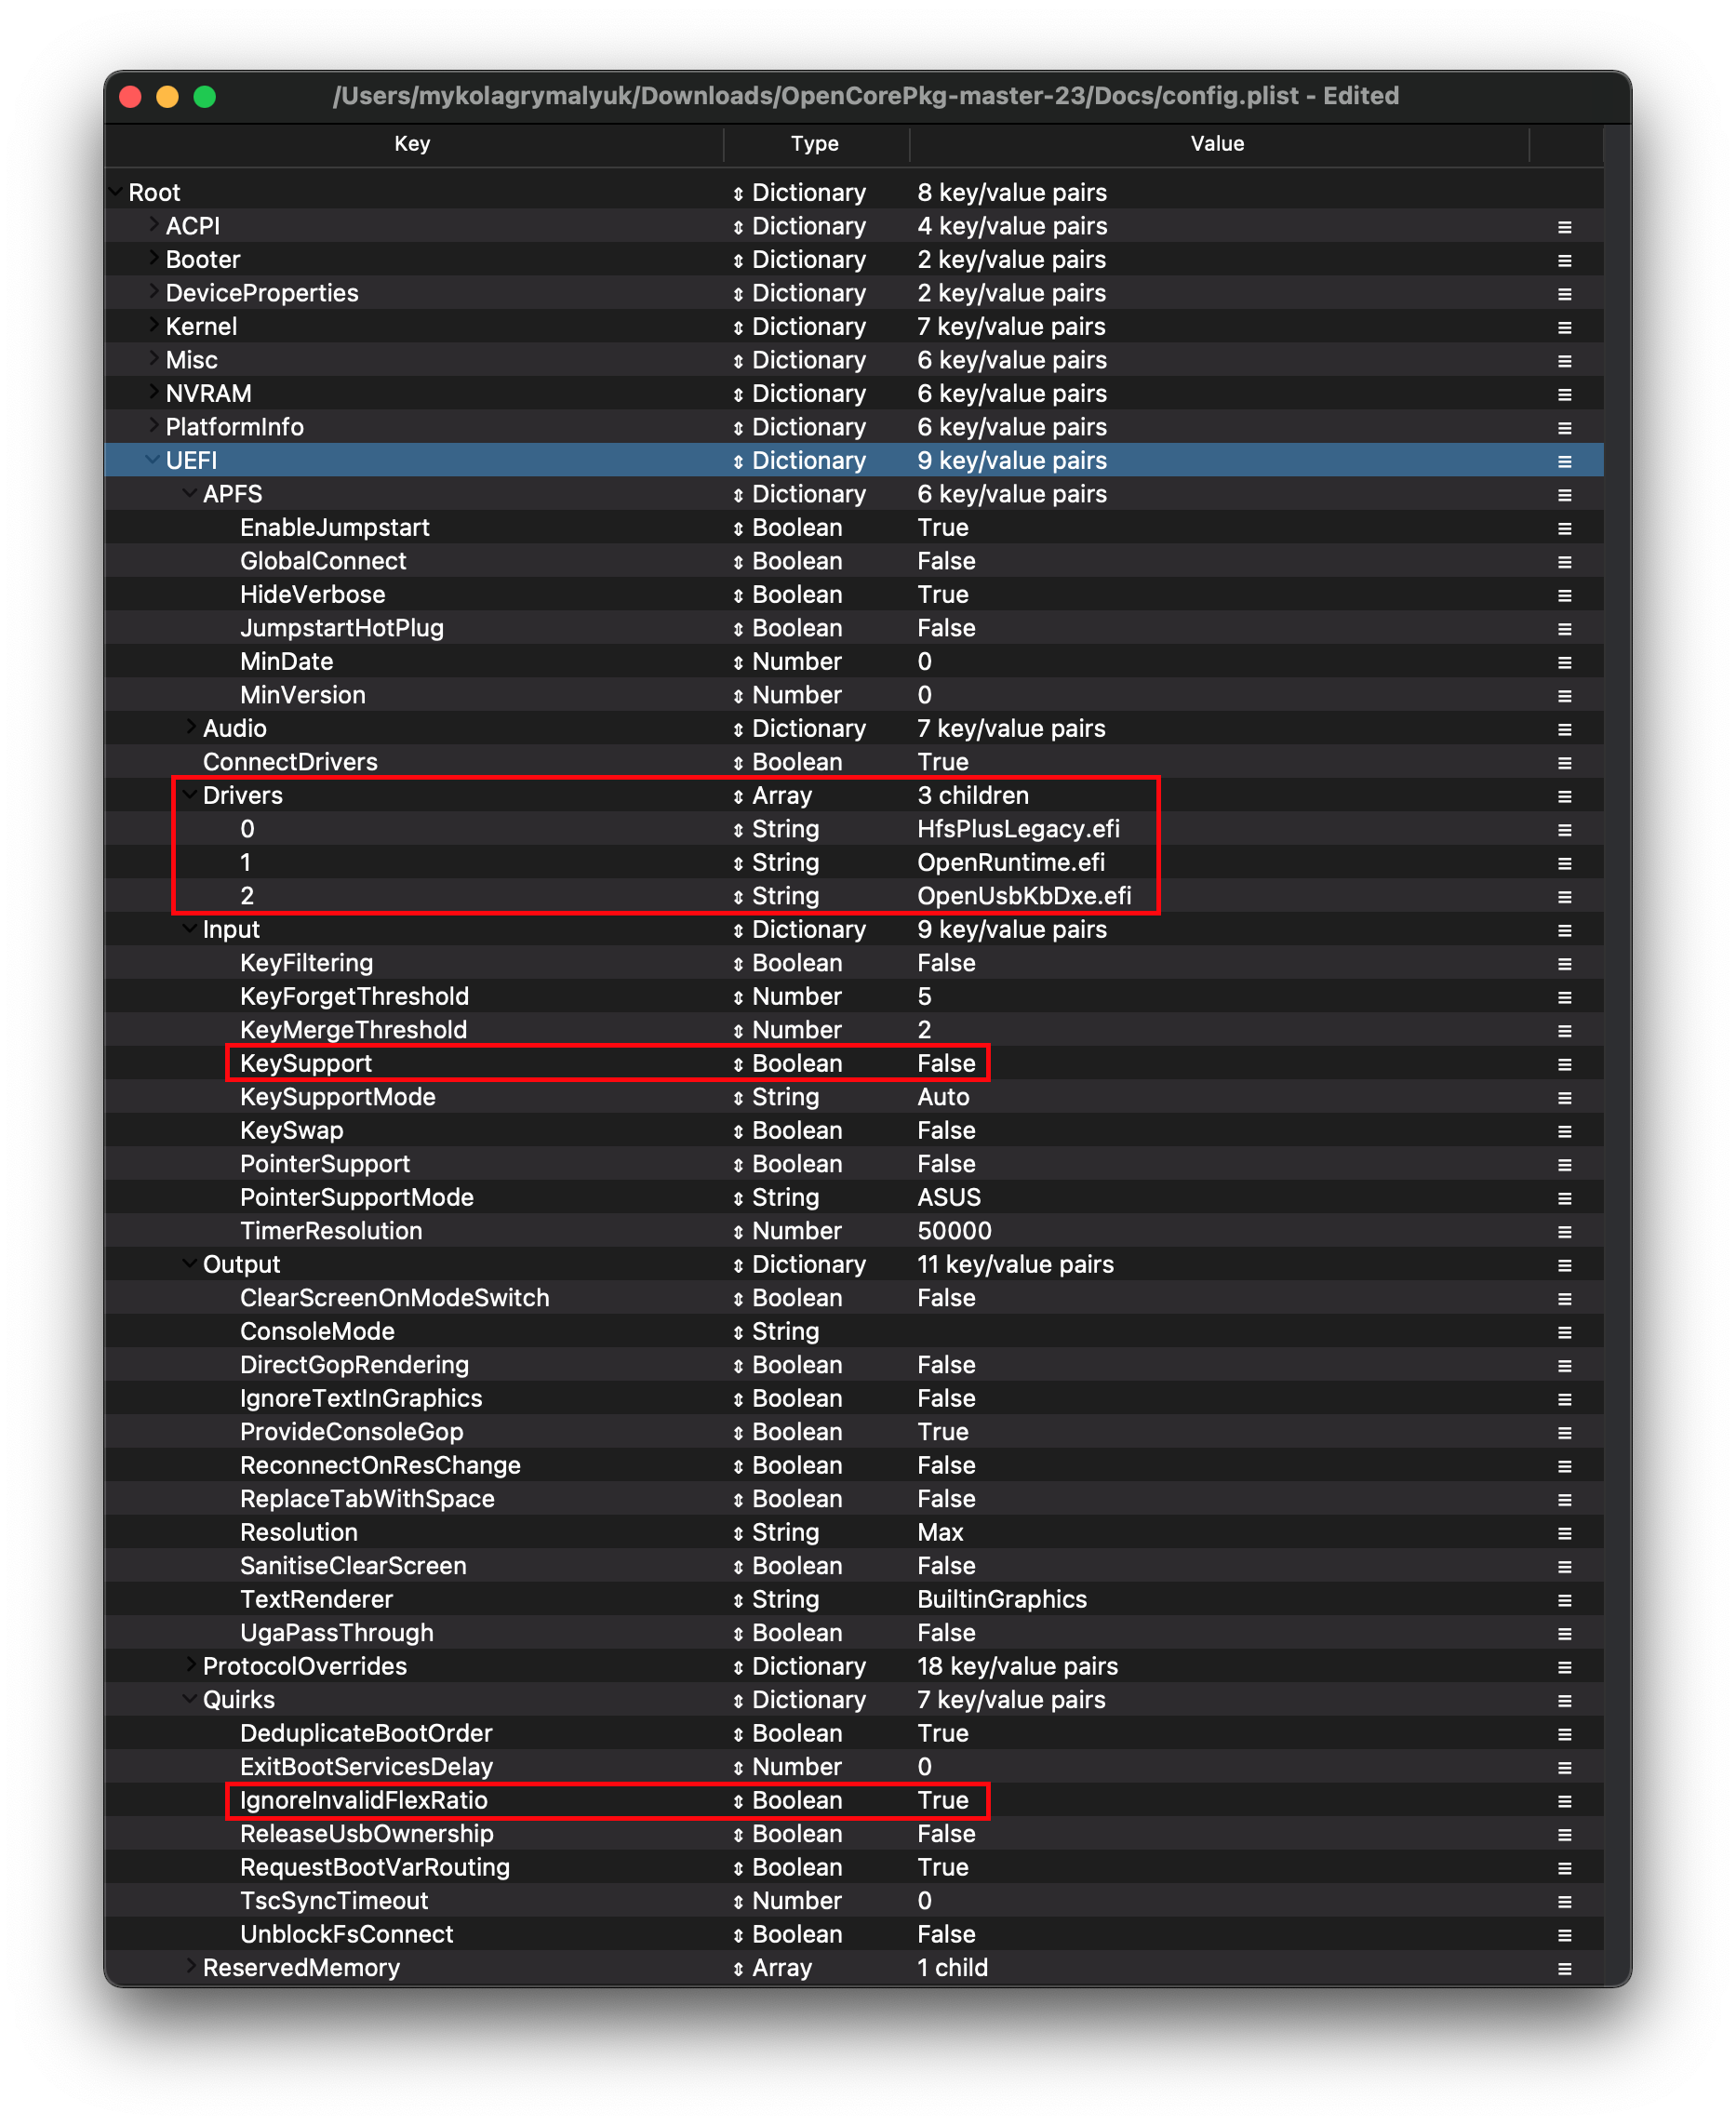 /Users/mykolagrymalyuk/Downloads/OpenCorePkg-master-23/Docs/config.plist - Edited
Key Type Value
Root Dictionary 8 key/value pairs
ACPI Dictionary 4 key/value pairs
Booter Dictionary 2 key/value pairs
DeviceProperties Dictionary 2 key/value pairs
Kernel Dictionary 7 key/value pairs
Misc Dictionary 6 key/value pairs
NVRAM Dictionary 6 key/value pairs
PlatformInfo Dictionary 6 key/value pairs
UEFI Dictionary 9 key/value pairs
APFS Dictionary 6 key/value pairs
EnableJumpstart Boolean True
GlobalConnect Boolean False
HideVerbose Boolean True
JumpstartHotPlug Boolean False
MinDate Number 0
MinVersion Number 0
Audio Dictionary 7 key/value pairs
ConnectDrivers Boolean True
Drivers Array 3 children
0 String HfsPlusLegacy.efi
1 String OpenRuntime.efi
2 String OpenUsbKbDxe.efi
Input Dictionary 9 key/value pairs
KeyFiltering Boolean False
KeyForgetThreshold Number 5
KeyMergeThreshold Number 2
KeySupport Boolean False
KeySupportMode String Auto
KeySwap Boolean False
PointerSupport Boolean False
PointerSupportMode String ASUS
TimerResolution Number 50000
Output Dictionary 11 key/value pairs
ClearScreenOnModeSwitch Boolean False
ConsoleMode String
DirectGopRendering Boolean False
IgnoreTextInGraphics Boolean False
ProvideConsoleGop Boolean True
ReconnectOnResChange Boolean False
ReplaceTabWithSpace Boolean False
Resolution String Max
SanitiseClearScreen Boolean False
TextRenderer String BuiltinGraphics
UgaPassThrough Boolean False
ProtocolOverrides Dictionary 18 key/value pairs
Quirks Dictionary 7 key/value pairs
DeduplicateBootOrder Boolean True
ExitBootServicesDelay Number 0
IgnoreInvalidFlexRatio Boolean True
ReleaseUsbOwnership Boolean False
RequestBootVarRouting Boolean True
TscSyncTimeout Number 0
UnblockFsConnect Boolean False
ReservedMemory Array 1 child